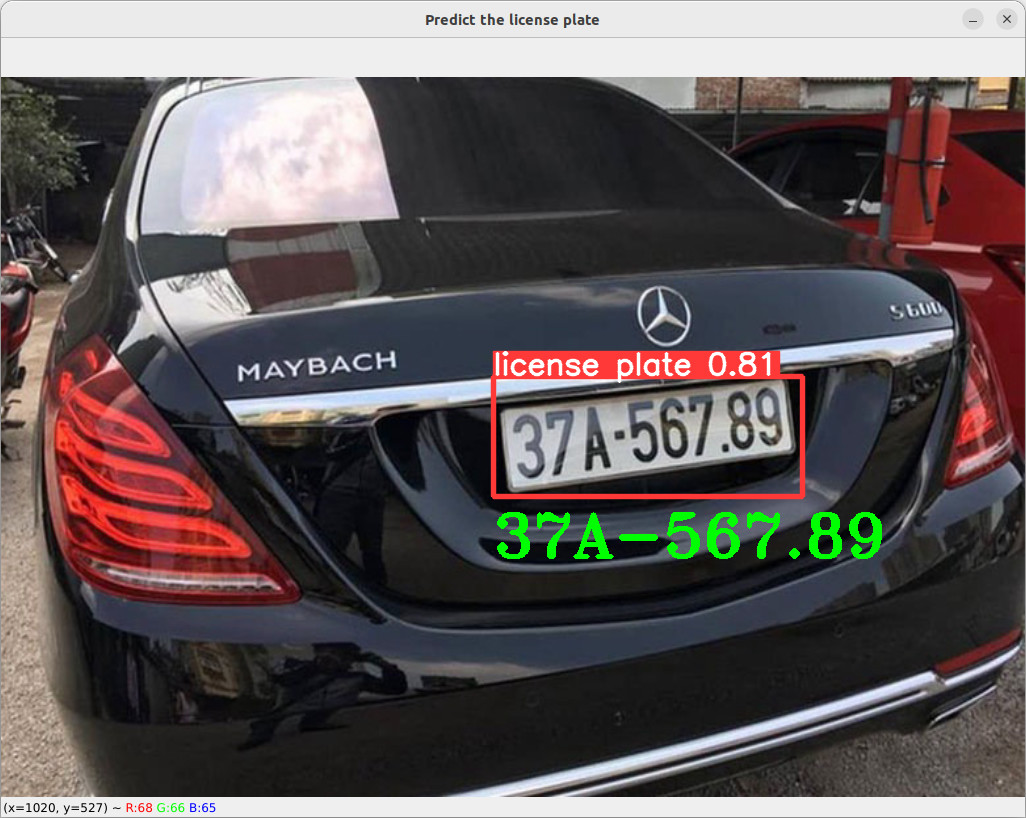 Predict the license plate
S600
MAYBACH
license plate 0.81
37A-567.89
37A-567.89
(x=1020, y=527) ~ R:68 G:66 B:65